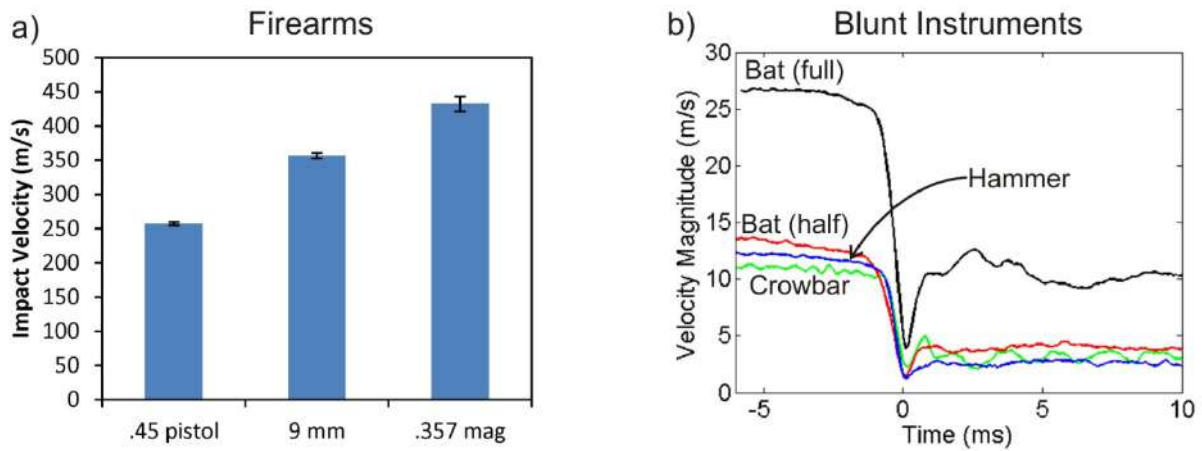 a)
Firearms
Impact Velocity (m/s)
500
450
400
350
300
250
200
150
100
50
0
.45 pistol
9 mm
.357 mag
b)
Blunt Instruments
Velocity Magnitude (m/s)
30
25
20
15
10
5
0
Bat (full)
Hammer
Bat (half)
Crowbar
-5
0
5
10
Time (ms)